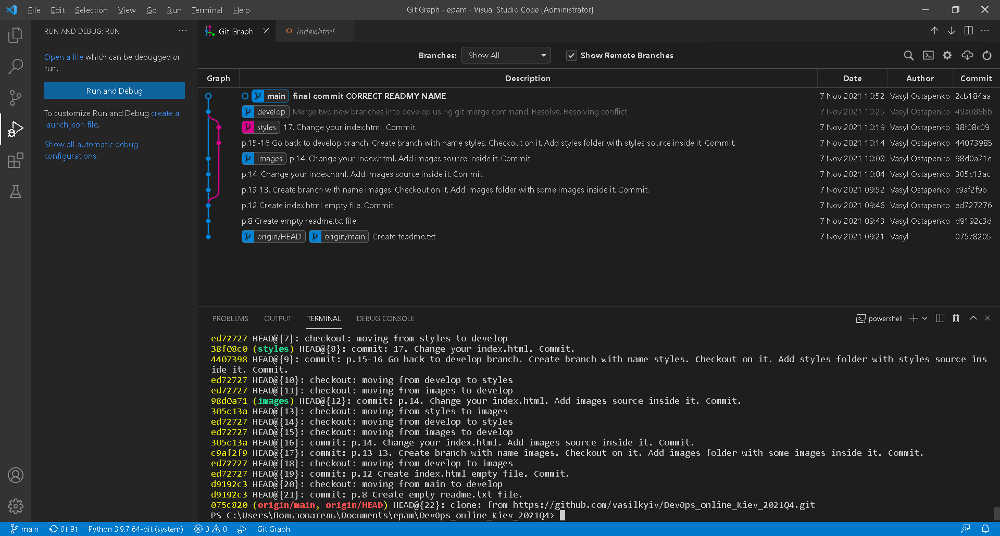 File Edit Selection View Go Run Terminal Help
Git Graph - epam - Visual Studio Code [Administrator]
RUN AND DEBUG: RUN
Open a file which can be debugged or
run.
Run and Debug
To customize Run and Debug create a
launch.json file.
Show all automatic debug
configurations.
Git Graph
index.html
Branches: Show All Show Remote Branches
Graph Description Date Author Commit
main final commit CORRECT READMY NAME 7 Nov 2021 10:52 Vasyl Ostapenko 2cb184aa
develop Merge two new branches into develop using git merge command. Resolve. Resolving conflict 7 Nov 2021 10:25 Vasyl Ostapenko 49a086bb
styles 17. Change your index.html. Commit. 7 Nov 2021 10:19 Vasyl Ostapenko 38f08c09
p.15-16 Go back to develop branch. Create branch with name styles. Checkout on it. Add styles folder with styles source inside it. Commit. 7 Nov 2021 10:14 Vasyl Ostapenko 44073985
images p.14. Change your index.html. Add images source inside it. Commit. 7 Nov 2021 10:08 Vasyl Ostapenko 98d0a71e
p.14. Change your index.html. Add images source inside it. Commit. 7 Nov 2021 10:04 Vasyl Ostapenko 305c13ac
p.13 13. Create branch with name images. Checkout on it. Add images folder with some images inside it. Commit. 7 Nov 2021 09:52 Vasyl Ostapenko c9af2f9b
p.12 Create index.html empty file. Commit. 7 Nov 2021 09:46 Vasyl Ostapenko ed727276
p.8 Create empty readme.txt file. 7 Nov 2021 09:43 Vasyl Ostapenko d9192c3d
origin/HEAD origin/main Create teadme.txt 7 Nov 2021 09:21 Vasyl 075c8205
PROBLEMS OUTPUT TERMINAL DEBUG CONSOLE powershell
ed72727 HEAD@{7}: checkout: moving from styles to develop
38f08c0 (styles) HEAD@{8}: commit: 17. Change your index.html. Commit.
4407398 HEAD@{9}: commit: p.15-16 Go back to develop branch. Create branch with name styles. Checkout on it. Add styles folder with styles source ins
ide it. Commit.
ed72727 HEAD@{10}: checkout: moving from develop to styles
ed72727 HEAD@{11}: checkout: moving from images to develop
98d0a71 (images) HEAD@{12}: commit: p.14. Change your index.html. Add images source inside it. Commit.
305c13a HEAD@{13}: checkout: moving from styles to images
ed72727 HEAD@{14}: checkout: moving from develop to styles
ed72727 HEAD@{15}: checkout: moving from images to develop
305c13a HEAD@{16}: commit: p.14. Change your index.html. Add images source inside it. Commit.
c9af2f9 HEAD@{17}: commit: p.13 13. Create branch with name images. Checkout on it. Add images folder with some images inside it. Commit.
ed72727 HEAD@{18}: checkout: moving from develop to images
ed72727 HEAD@{19}: commit: p.12 Create index.html empty file. Commit.
d9192c3 HEAD@{20}: checkout: moving from main to develop
d9192c3 HEAD@{21}: commit: p.8 Create empty readme.txt file.
075c820 (origin/main, origin/HEAD) HEAD@{22}: clone: from https://github.com/vasilkyiv/DevOps_online_Kiev_2021Q4.git
PS C:\Users\Пользователь\Documents\epam\DevOps_online_Kiev_2021Q4>
main 0↓ 9↑ Python 3.9.7 64-bit (system) 0 0 Git Graph